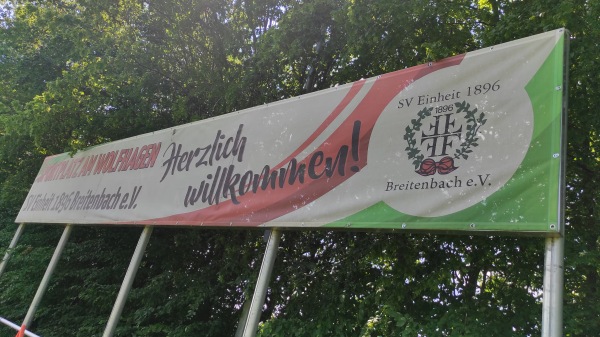 SPORTPLATZ AM WOLFHAGEN
SV Einheit 1896 Breitenbach e.V.
Herzlich
willkommen!
SV Einheit 1896
1896
Breitenbach e.V.